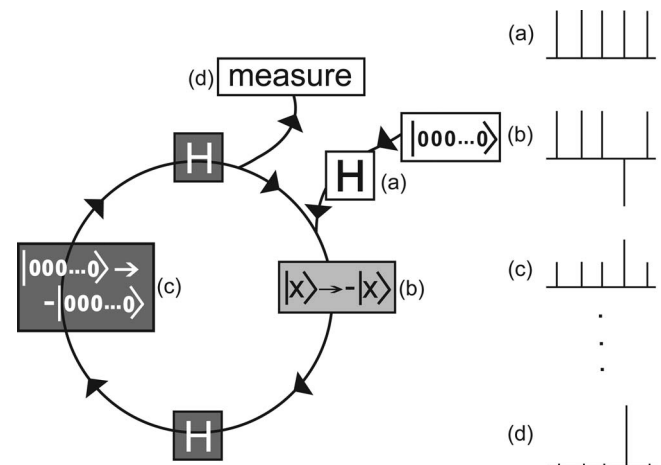 (d) measure
H
|000...0⟩
H
(a)
|000...0⟩ →
-|000...0⟩
(c)
|x⟩→-|x⟩
(b)
H
(a)
(b)
(c)
(d)